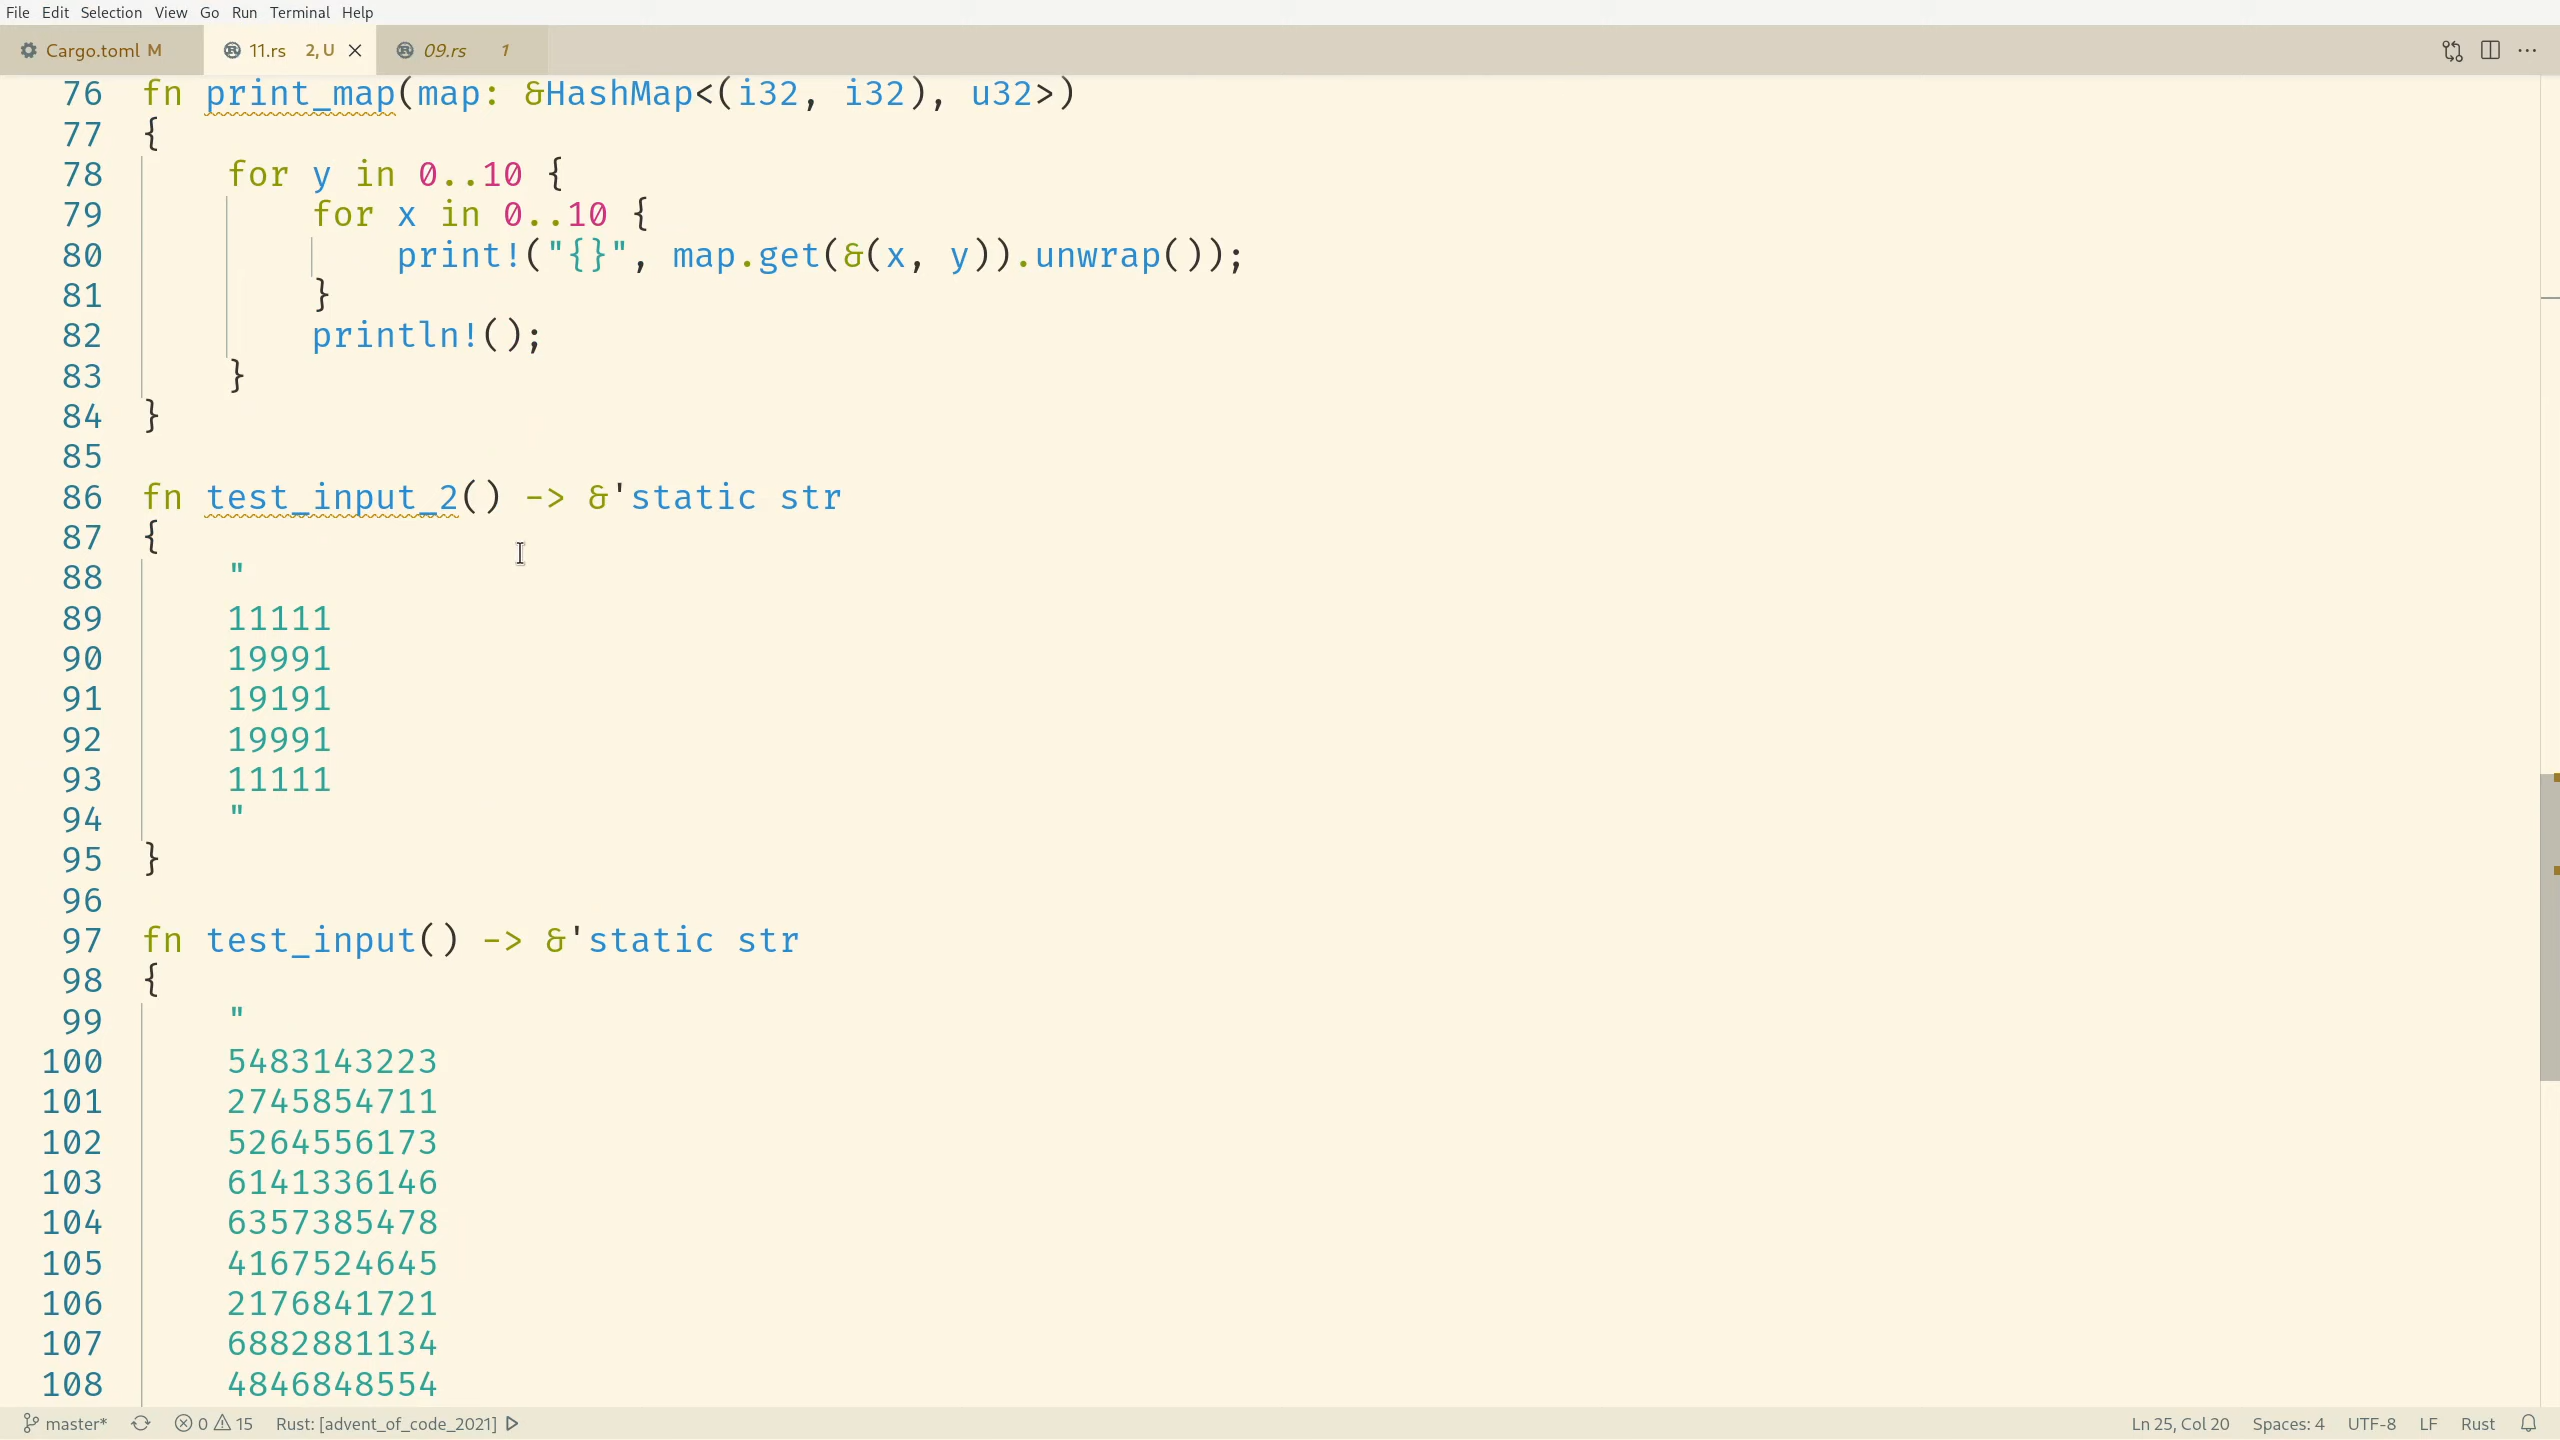 File Edit Selection View Go Run Terminal Help
Cargo.toml M 11.rs 2, U 09.rs 1
76 fn print_map(map: &HashMap<(i32, i32), u32>)
77 {
78     for y in 0..10 {
79         for x in 0..10 {
80             print!("{}", map.get(&(x, y)).unwrap());
81         }
82         println!();
83     }
84 }
85
86 fn test_input_2() -> &'static str
87 {
88     "
89     11111
90     19991
91     19191
92     19991
93     11111
94     "
95 }
96
97 fn test_input() -> &'static str
98 {
99     "
100     5483143223
101     2745854711
102     5264556173
103     6141336146
104     6357385478
105     4167524645
106     2176841721
107     6882881134
108     4846848554
master* 0 15 Rust: [advent_of_code_2021] Ln 25, Col 20 Spaces: 4 UTF-8 LF Rust